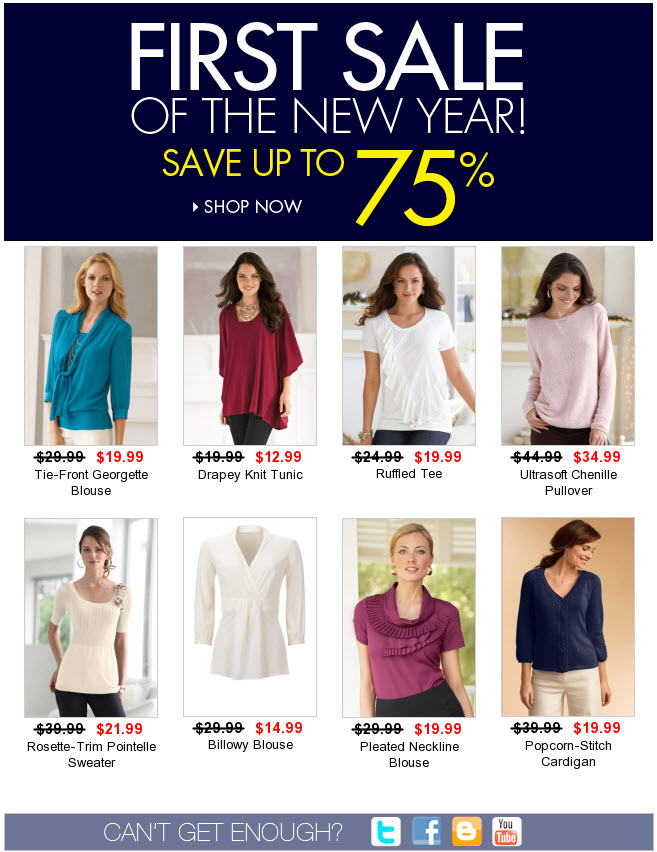 FIRST SALE
OF THE NEW YEAR!
SAVE UP TO 75%
SHOP NOW
$29.99 $19.99
Tie-Front Georgette
Blouse
$19.99 $12.99
Drapey Knit Tunic
$24.99 $19.99
Ruffled Tee
$44.99 $34.99
Ultrasoft Chenille
Pullover
$39.99 $21.99
Rosette-Trim Pointelle
Sweater
$29.99 $14.99
Billowy Blouse
$29.99 $19.99
Pleated Neckline
Blouse
$39.99 $19.99
Popcorn-Stitch
Cardigan
CAN'T GET ENOUGH?
You
Tube